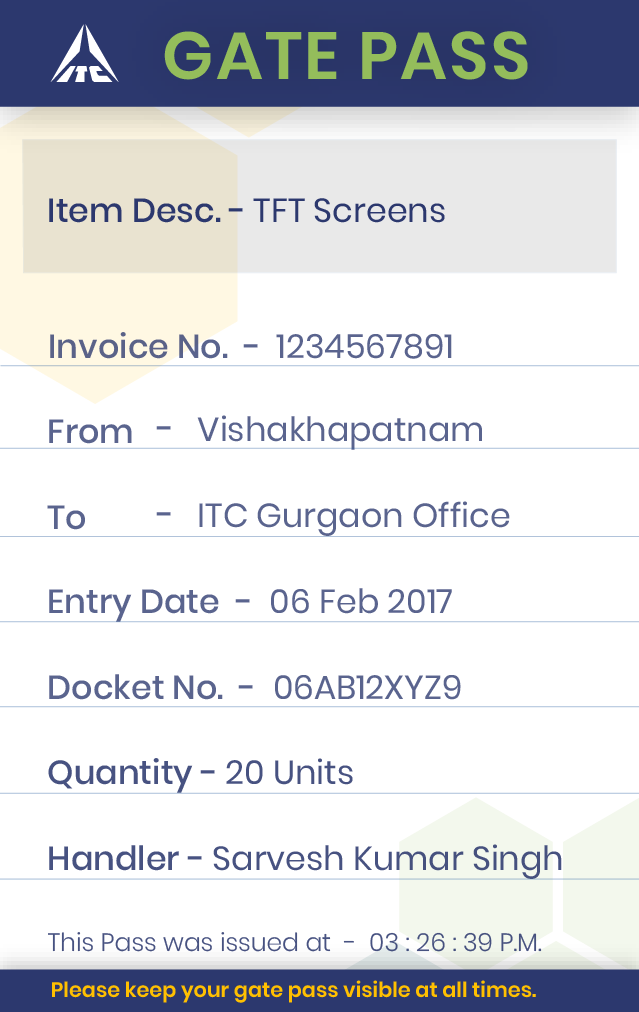 ITC
GATE PASS
Item Desc. - TFT Screens
Invoice No. - 1234567891
From - Vishakhapatnam
To - ITC Gurgaon Office
Entry Date - 06 Feb 2017
Docket No. - 06AB12XYZ9
Quantity - 20 Units
Handler - Sarvesh Kumar Singh
This Pass was issued at - 03 : 26 : 39 P.M.
Please keep your gate pass visible at all times.